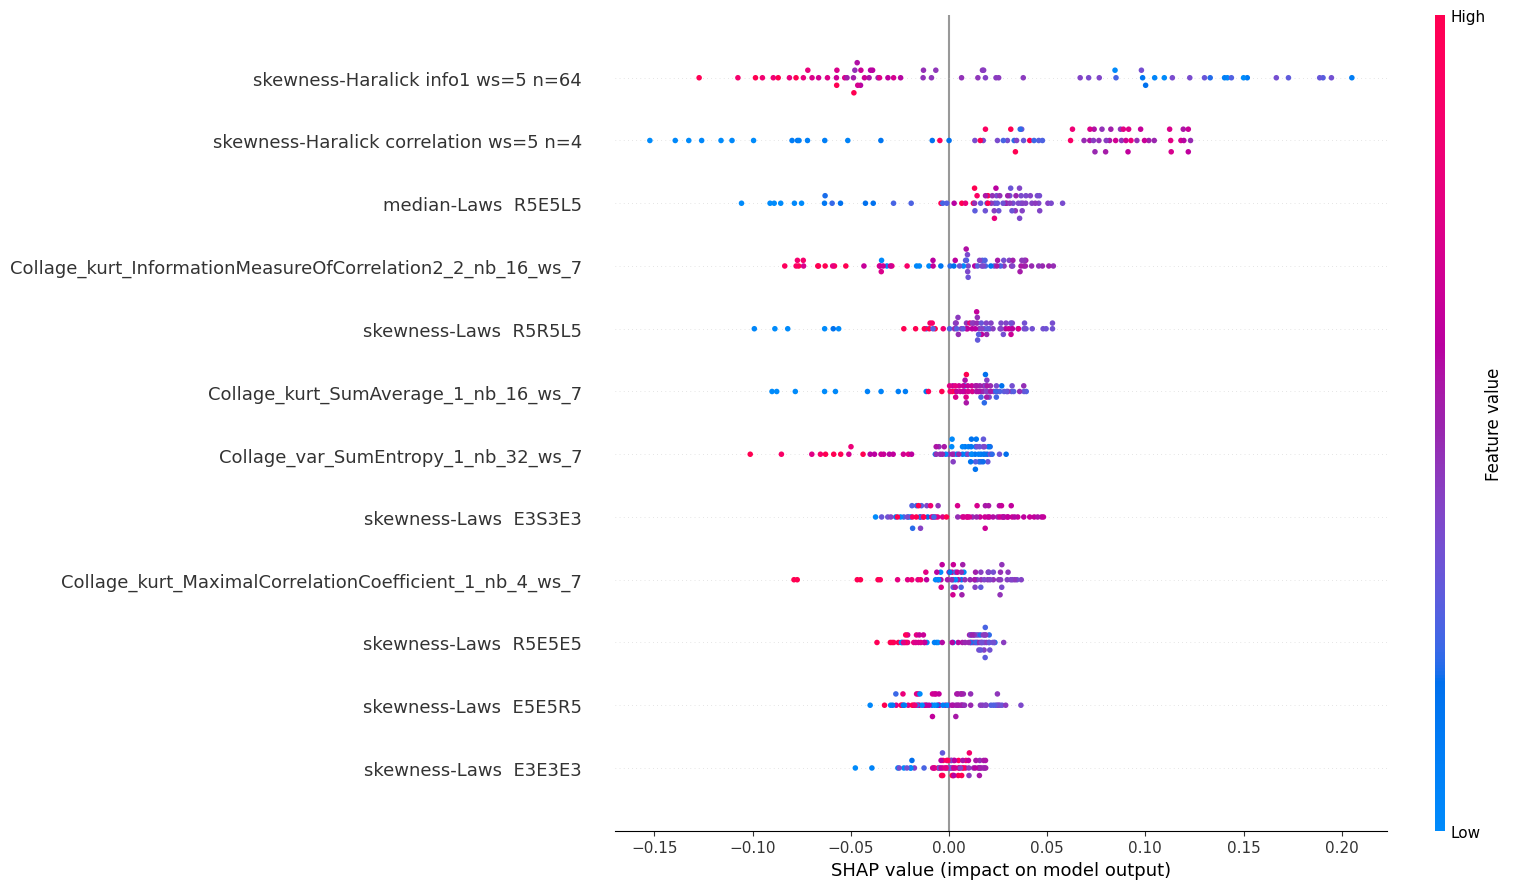 High
skewness-Haralick info1 ws=5 n=64
skewness-Haralick correlation ws=5 n=4
median-Laws  R5E5L5
Collage_kurt_InformationMeasureOfCorrelation2_2_nb_16_ws_7
skewness-Laws  R5R5L5
Collage_kurt_SumAverage_1_nb_16_ws_7
Collage_var_SumEntropy_1_nb_32_ws_7
skewness-Laws  E3S3E3
Collage_kurt_MaximalCorrelationCoefficient_1_nb_4_ws_7
skewness-Laws  R5E5E5
skewness-Laws  E5E5R5
skewness-Laws  E3E3E3
Feature value
Low
−0.15 −0.10 −0.05 0.00 0.05 0.10 0.15 0.20
SHAP value (impact on model output)